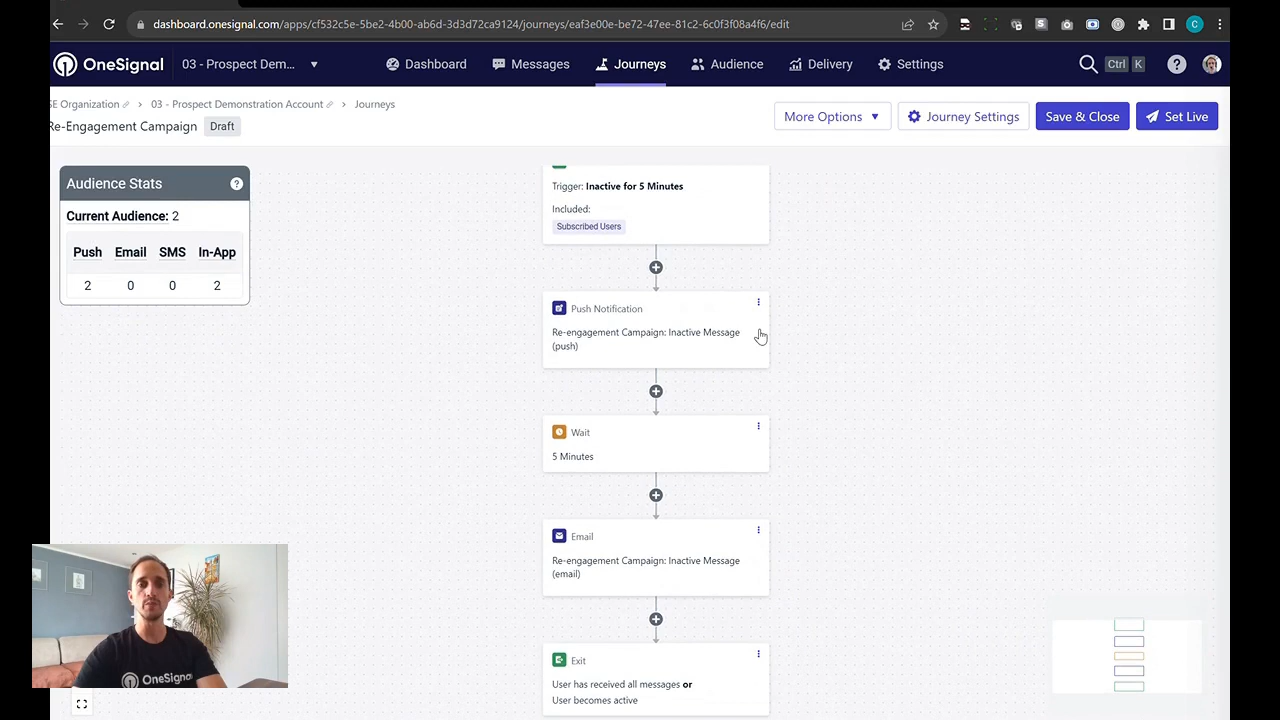 dashboard.onesignal.com/apps/cf532c5e-5be2-4b00-ab6d-3d3d72ca9124/journeys/eaf3e00e-be72-47ee-81c2-6c0f3f08a4f6/edit
C
OneSignal
03 - Prospect Dem...
Dashboard
Messages
Journeys
Audience
Delivery
Settings
Ctrl K
?
SE Organization > 03 - Prospect Demonstration Account > Journeys
Re-Engagement Campaign Draft
More Options
Journey Settings
Save & Close
Set Live
Audience Stats ?
Current Audience: 2
Push Email SMS In-App
2 0 0 2
Trigger: Inactive for 5 Minutes
Included:
Subscribed Users
Push Notification
Re-engagement Campaign: Inactive Message
(push)
Wait
5 Minutes
Email
Re-engagement Campaign: Inactive Message
(email)
Exit
User has received all messages or
User becomes active
OneSignal